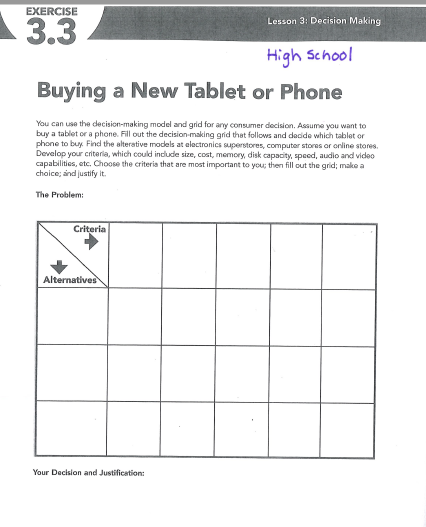 EXERCISE
3.3
Lesson 3: Decision Making
High School
Buying a New Tablet or Phone
You can use the decision-making model and grid for any consumer decision. Assume you want to
buy a tablet or a phone. Fill out the decision-making grid that follows and decide which tablet or
phone to buy. Find the alterative models at electronics superstores, computer stores or online stores.
Develop your criteria, which could include size, cost, memory, disk capacity, speed, audio and video
capabilities, etc. Choose the criteria that are most important to you; then fill out the grid; make a
choice; and justify it.
The Problem:
Criteria
Alternatives
Your Decision and Justification: